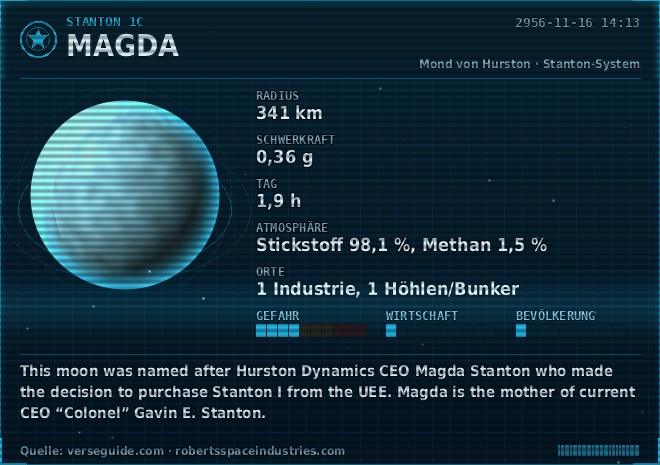 STANTON 1C
MAGDA
2956-11-16 14:13
Mond von Hurston · Stanton-System
RADIUS
341 km
SCHWERKRAFT
0,36 g
TAG
1,9 h
ATMOSPHÄRE
Stickstoff 98,1 %, Methan 1,5 %
ORTE
1 Industrie, 1 Höhlen/Bunker
GEFAHR WIRTSCHAFT BEVÖLKERUNG
This moon was named after Hurston Dynamics CEO Magda Stanton who made
the decision to purchase Stanton I from the UEE. Magda is the mother of current
CEO “Colonel” Gavin E. Stanton.
Quelle: verseguide.com · robertsspaceindustries.com